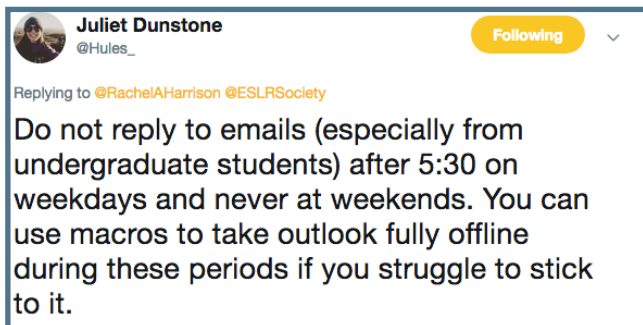 Juliet Dunstone
@Hules_
Following
Replying to @RachelAHarrison @ESLRSociety
Do not reply to emails (especially from
undergraduate students) after 5:30 on
weekdays and never at weekends. You can
use macros to take outlook fully offline
during these periods if you struggle to stick
to it.